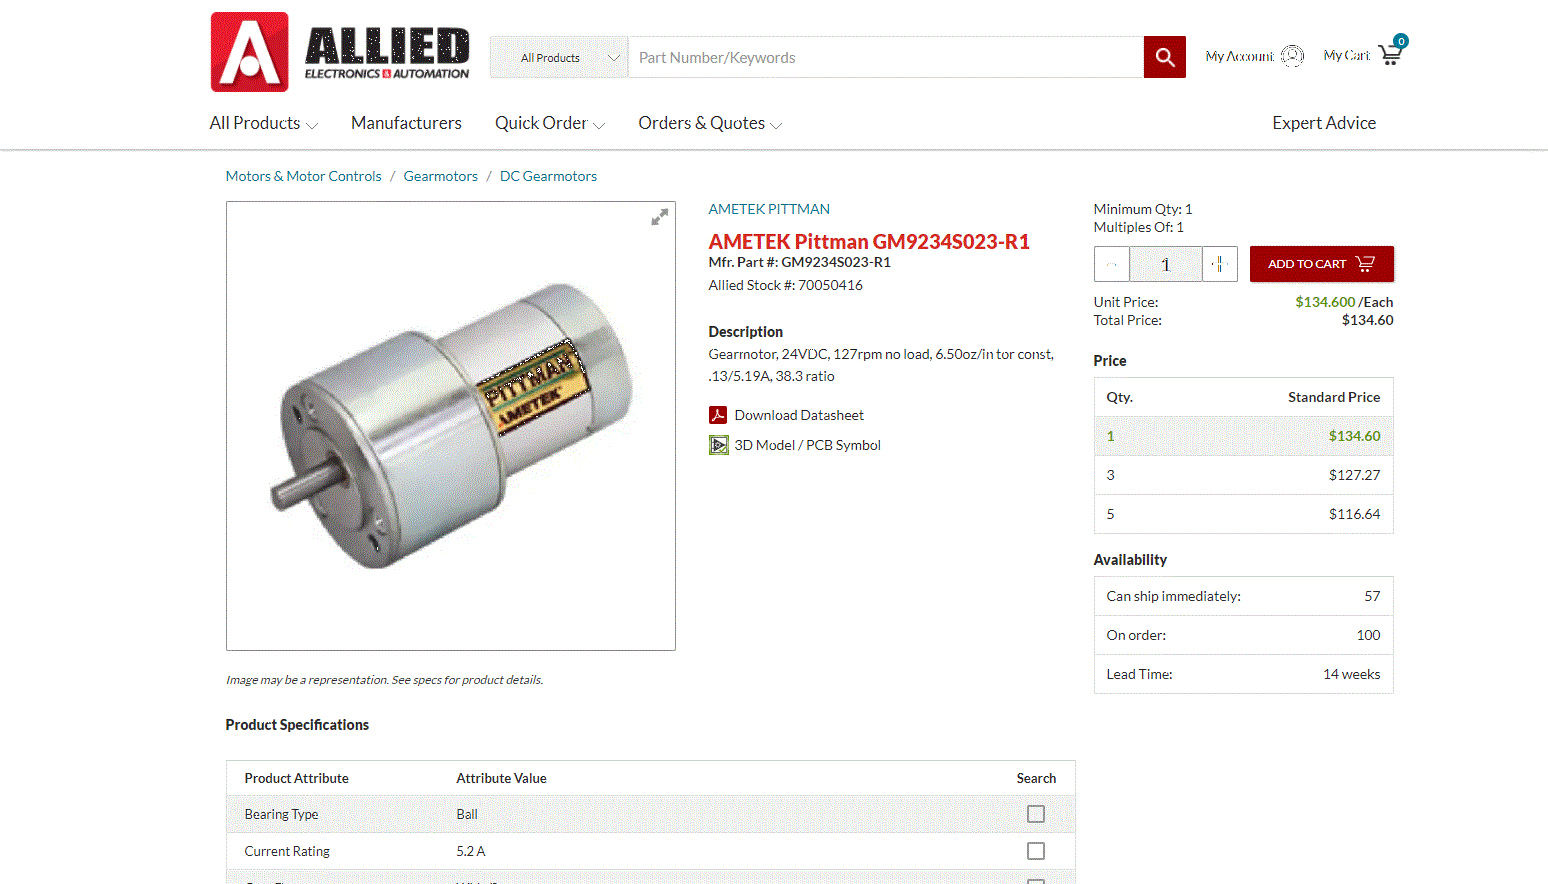 ALLIED
ELECTRONICS & AUTOMATION
All Products
Part Number/Keywords
My Account
My Cart
0
All Products
Manufacturers
Quick Order
Orders & Quotes
Expert Advice
Motors & Motor Controls / Gearmotors / DC Gearmotors
PITTMAN
AMETEK
Image may be a representation. See specs for product details.
AMETEK PITTMAN
AMETEK Pittman GM9234S023-R1
Mfr. Part #: GM9234S023-R1
Allied Stock #: 70050416
Description
Gearmotor, 24VDC, 127rpm no load, 6.50oz/in tor const,
.13/5.19A, 38.3 ratio
Download Datasheet
3D Model / PCB Symbol
Minimum Qty: 1
Multiples Of: 1
- 1 +
ADD TO CART
Unit Price: $134.600 /Each
Total Price: $134.60
Price
Qty. Standard Price
1 $134.60
3 $127.27
5 $116.64
Availability
Can ship immediately: 57
On order: 100
Lead Time: 14 weeks
Product Specifications
Product Attribute Attribute Value Search
Bearing Type Ball
Current Rating 5.2 A